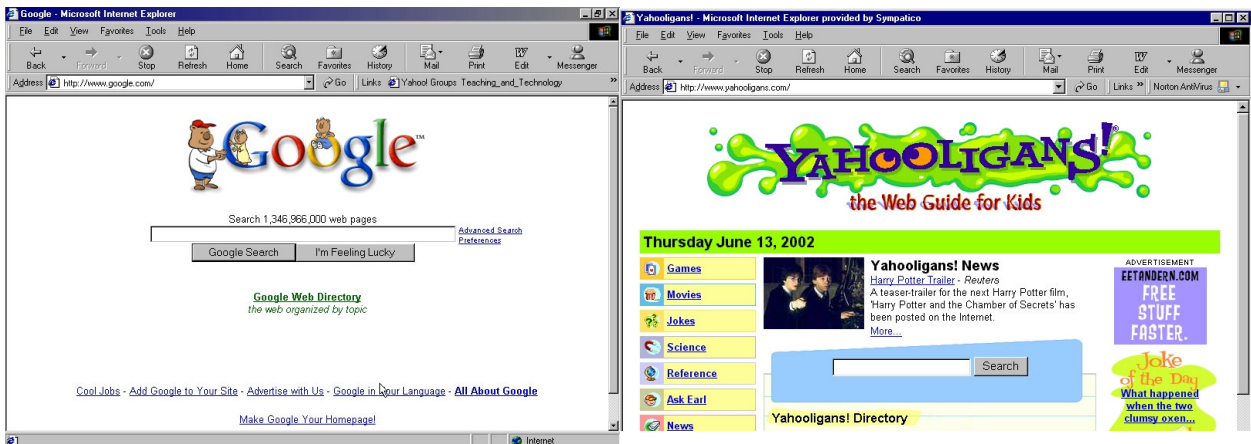 Google - Microsoft Internet Explorer
File Edit View Favorites Tools Help
Back Forward Stop Refresh Home Search Favorites History Mail Print Edit Messenger
Address http://www.google.com/ Go Links Yahoo! Groups Teaching_and_Technology »
Google™
Search 1,346,966,000 web pages
Advanced Search
Preferences
Google Search I'm Feeling Lucky
Google Web Directory
the web organized by topic
Cool Jobs - Add Google to Your Site - Advertise with Us - Google in your Language - All About Google
Make Google Your Homepage!
Internet
Yahooligans! - Microsoft Internet Explorer provided by Sympatico
File Edit View Favorites Tools Help
Back Forward Stop Refresh Home Search Favorites History Mail Print Edit Messenger
Address http://www.yahooligans.com/ Go Links » Norton AntiVirus
YAHOOLIGANS!
the Web Guide for Kids
Thursday June 13, 2002
Games
Movies
Jokes
Science
Reference
Ask Earl
News
Yahooligans! News
Harry Potter Trailer - Reuters
A teaser-trailer for the next Harry Potter film,
'Harry Potter and the Chamber of Secrets' has
been posted on the Internet.
More...
Search
Yahooligans! Directory
ADVERTISEMENT
EETANDERN.COM
FREE
STUFF
FASTER.
Joke
of the Day
What happened
when the two
clumsy oxen...